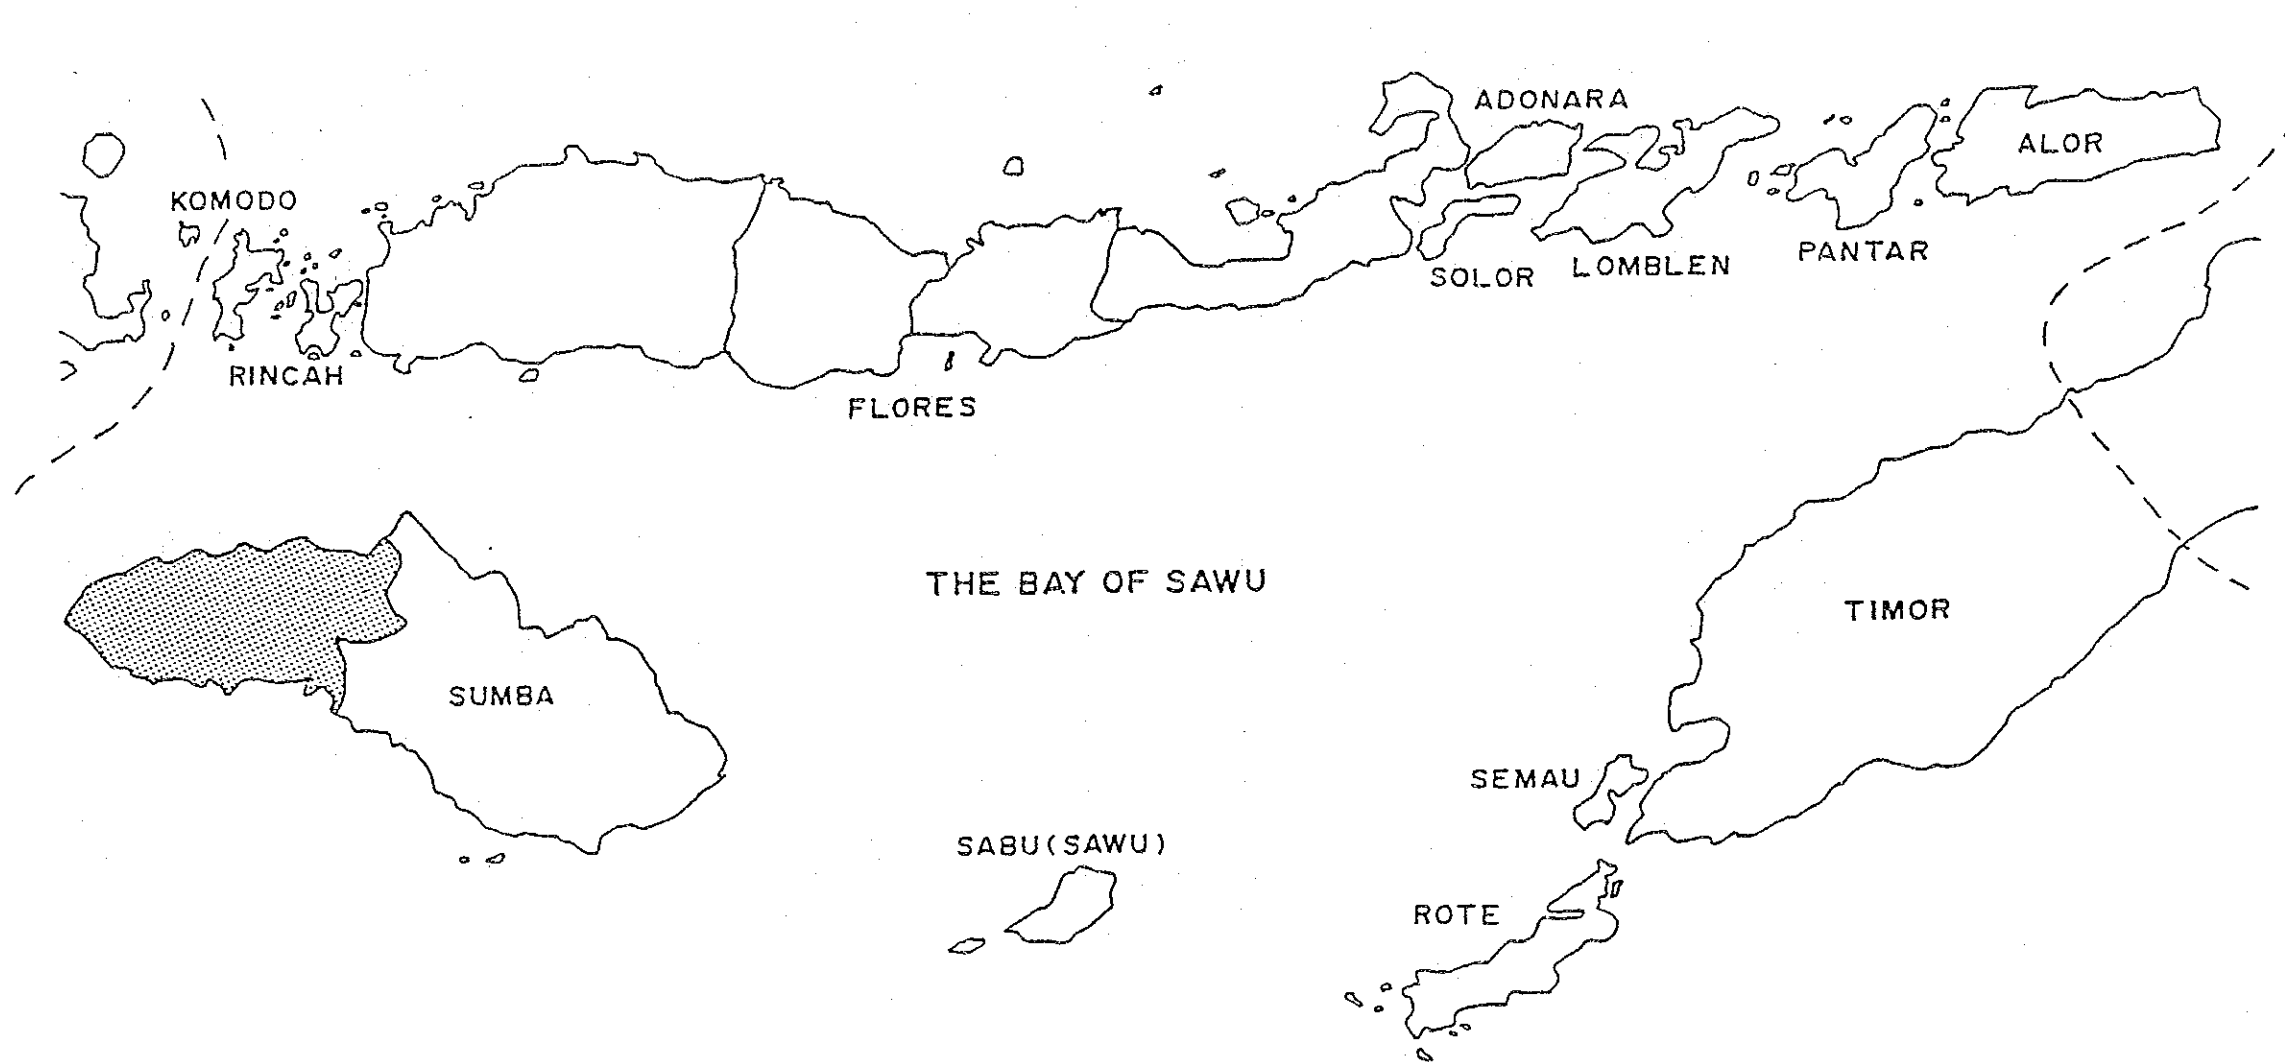 ADONARA
ALOR
KOMODO
PANTAR
LOMBLEN
SOLOR
RINCAH
FLORES
THE BAY OF SAWU
TIMOR
SUMBA
SEMAU
SABU(SAWU)
ROTE